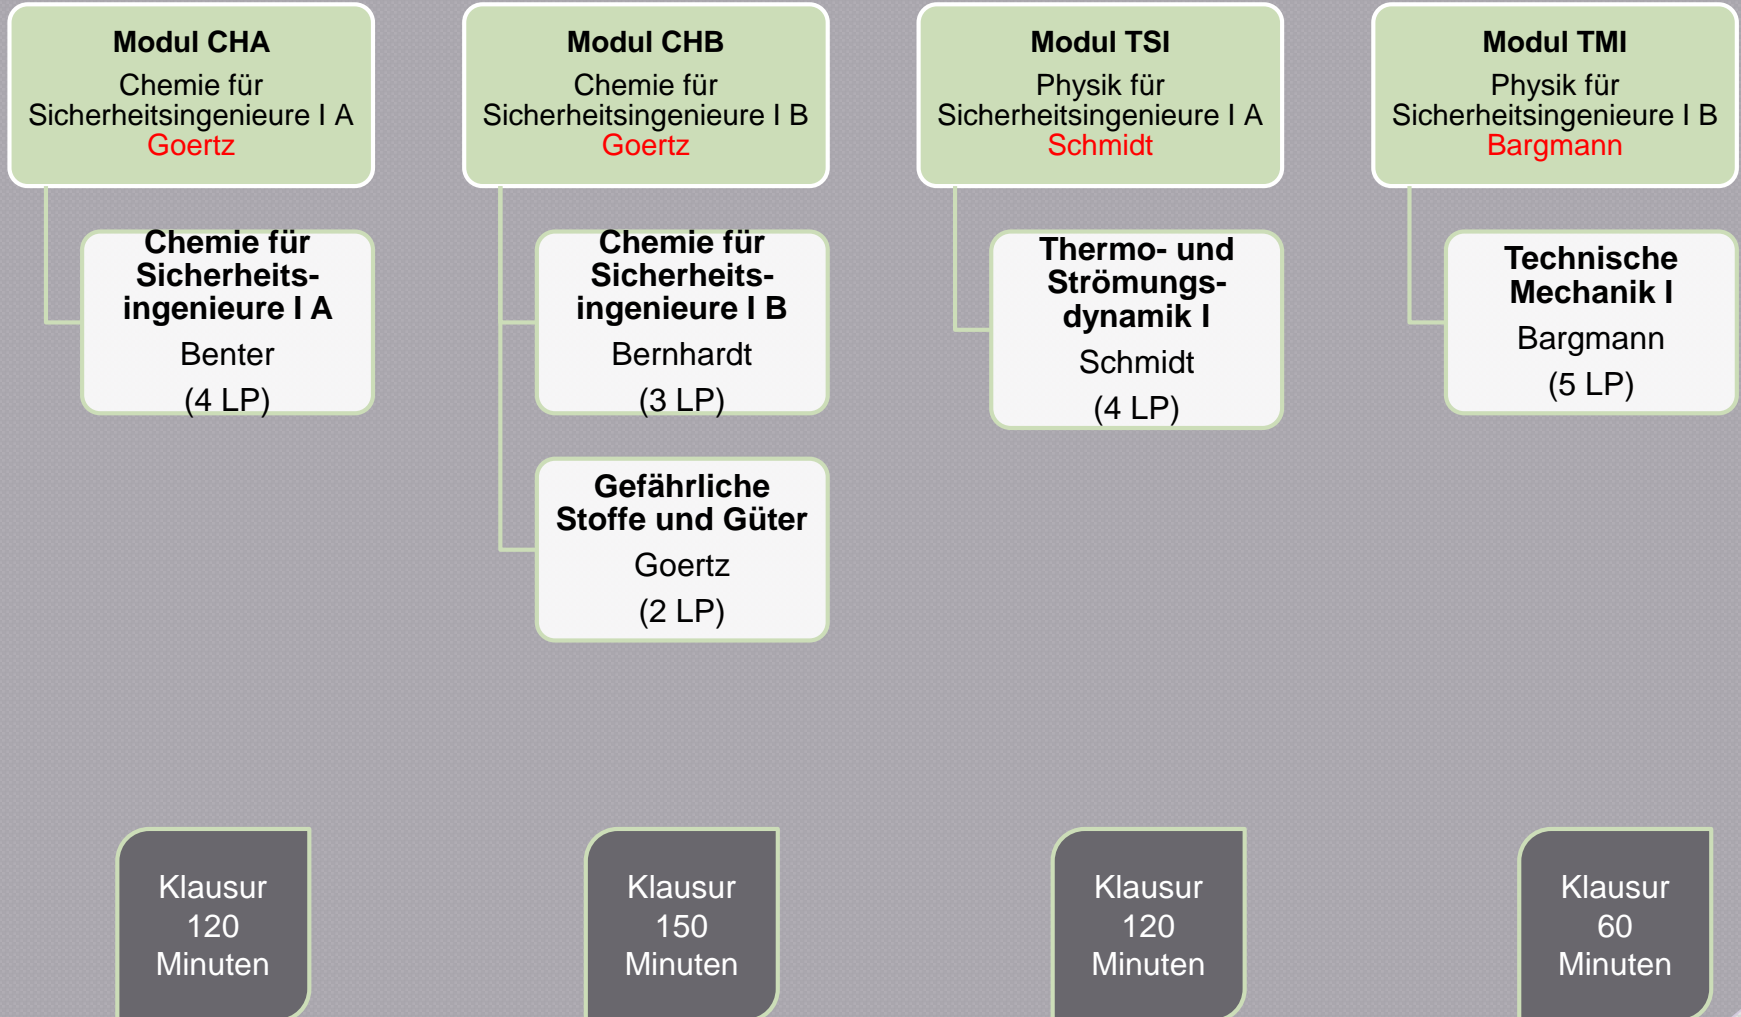 Modul CHA
Chemie für
Sicherheitsingenieure I A
Goertz
Chemie für
Sicherheits-
ingenieure I A
Benter
(4 LP)
Modul CHB
Chemie für
Sicherheitsingenieure I B
Goertz
Chemie für
Sicherheits-
ingenieure I B
Bernhardt
(3 LP)
Gefährliche
Stoffe und Güter
Goertz
(2 LP)
Modul TSI
Physik für
Sicherheitsingenieure I A
Schmidt
Thermo- und
Strömungs-
dynamik I
Schmidt
(4 LP)
Modul TMI
Physik für
Sicherheitsingenieure I B
Bargmann
Technische
Mechanik I
Bargmann
(5 LP)
Klausur
120
Minuten
Klausur
150
Minuten
Klausur
120
Minuten
Klausur
60
Minuten